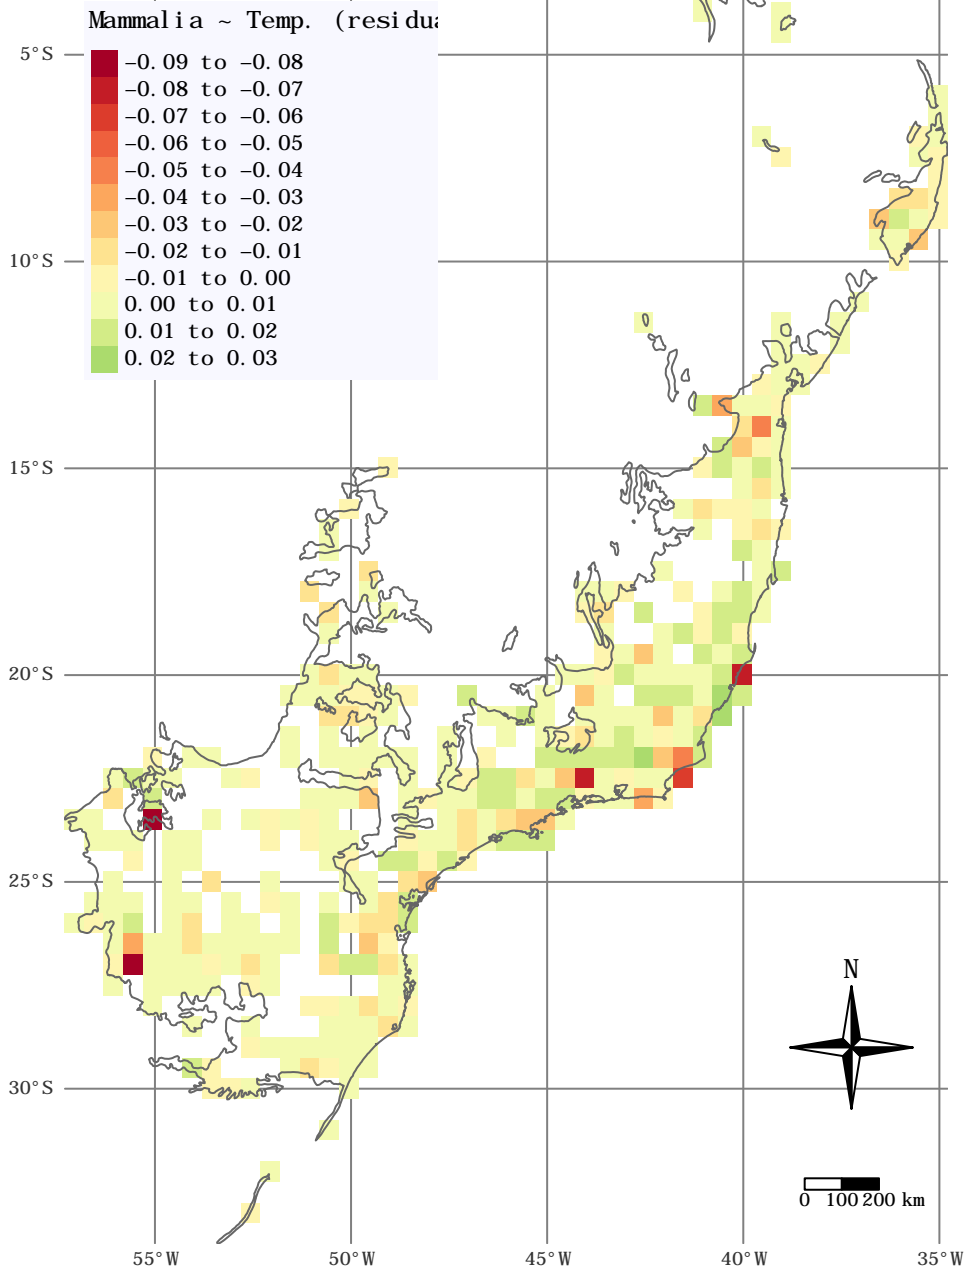 Mammalia ~ Temp. (residua
−0.09 to −0.08
−0.08 to −0.07
−0.07 to −0.06
−0.06 to −0.05
−0.05 to −0.04
−0.04 to −0.03
−0.03 to −0.02
−0.02 to −0.01
−0.01 to 0.00
0.00 to 0.01
0.01 to 0.02
0.02 to 0.03
5°S
10°S
15°S
20°S
25°S
30°S
N
0 100 200 km
55°W 50°W 45°W 40°W 35°W